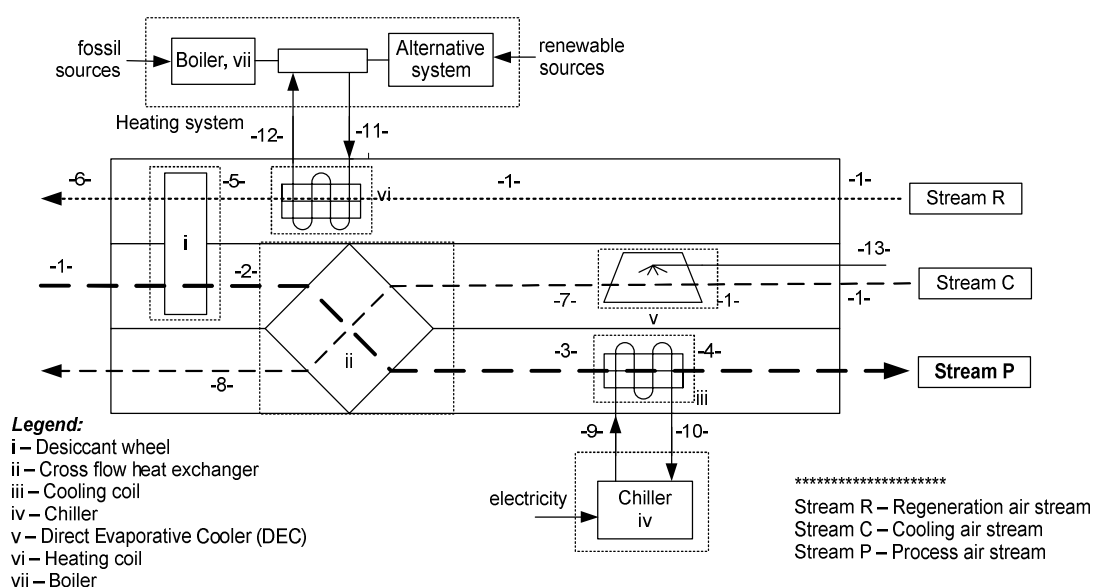 fossil
sources
Boiler, vii
Alternative
system
renewable
sources
Heating system
-12-
-11-
-6-
-5-
vi
-1-
-1-
Stream R
i
-1-
-2-
-7-
-1-
v
-13-
-1-
Stream C
ii
-8-
-3-
-4-
iii
Stream P
-9-
-10-
electricity
Chiller
iv
Legend:
i – Desiccant wheel
ii – Cross flow heat exchanger
iii – Cooling coil
iv – Chiller
v – Direct Evaporative Cooler (DEC)
vi – Heating coil
vii – Boiler
*********************
Stream R – Regeneration air stream
Stream C – Cooling air stream
Stream P – Process air stream